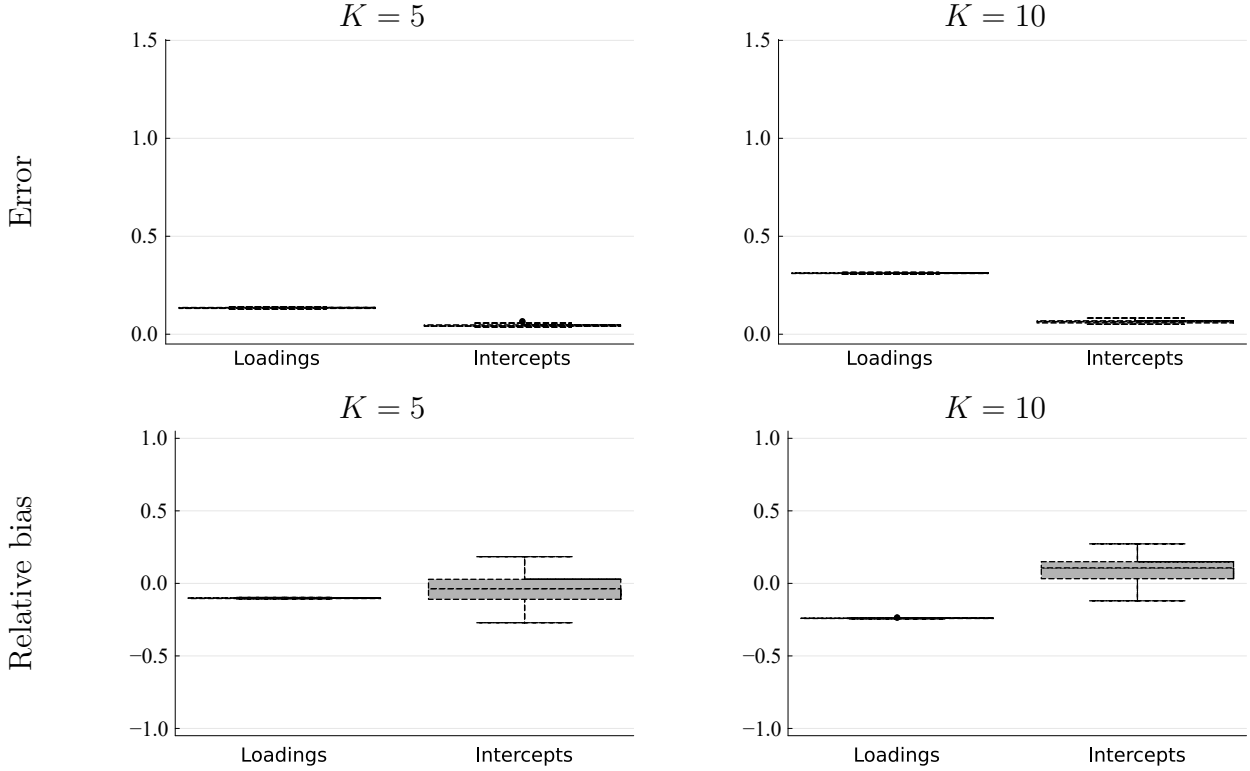 K = 5
K = 10
Error
1.5
1.0
0.5
0.0
Loadings
Intercepts
1.5
1.0
0.5
0.0
Loadings
Intercepts
K = 5
K = 10
Relative bias
1.0
0.5
0.0
−0.5
−1.0
Loadings
Intercepts
1.0
0.5
0.0
−0.5
−1.0
Loadings
Intercepts